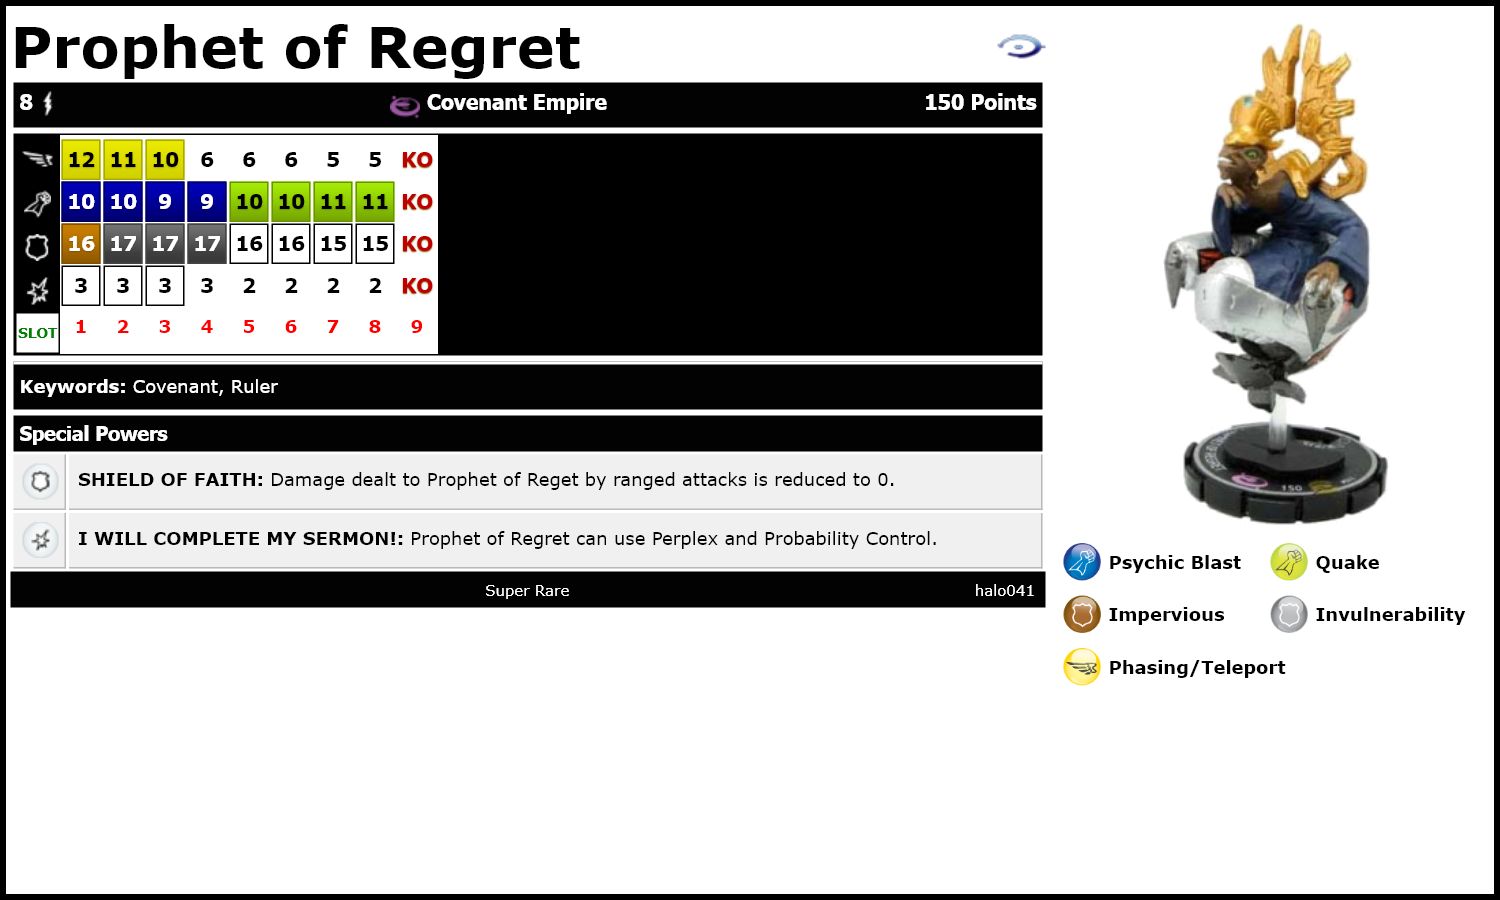 Prophet of Regret
8 Covenant Empire 150 Points
12 11 10 6 6 6 5 5 KO
10 10 9 9 10 10 11 11 KO
16 17 17 17 16 16 15 15 KO
3 3 3 3 2 2 2 2 KO
SLOT 1 2 3 4 5 6 7 8 9
Keywords: Covenant, Ruler
Special Powers
SHIELD OF FAITH: Damage dealt to Prophet of Reget by ranged attacks is reduced to 0.
I WILL COMPLETE MY SERMON!: Prophet of Regret can use Perplex and Probability Control.
Super Rare halo041
150
Psychic Blast Quake
Impervious Invulnerability
Phasing/Teleport